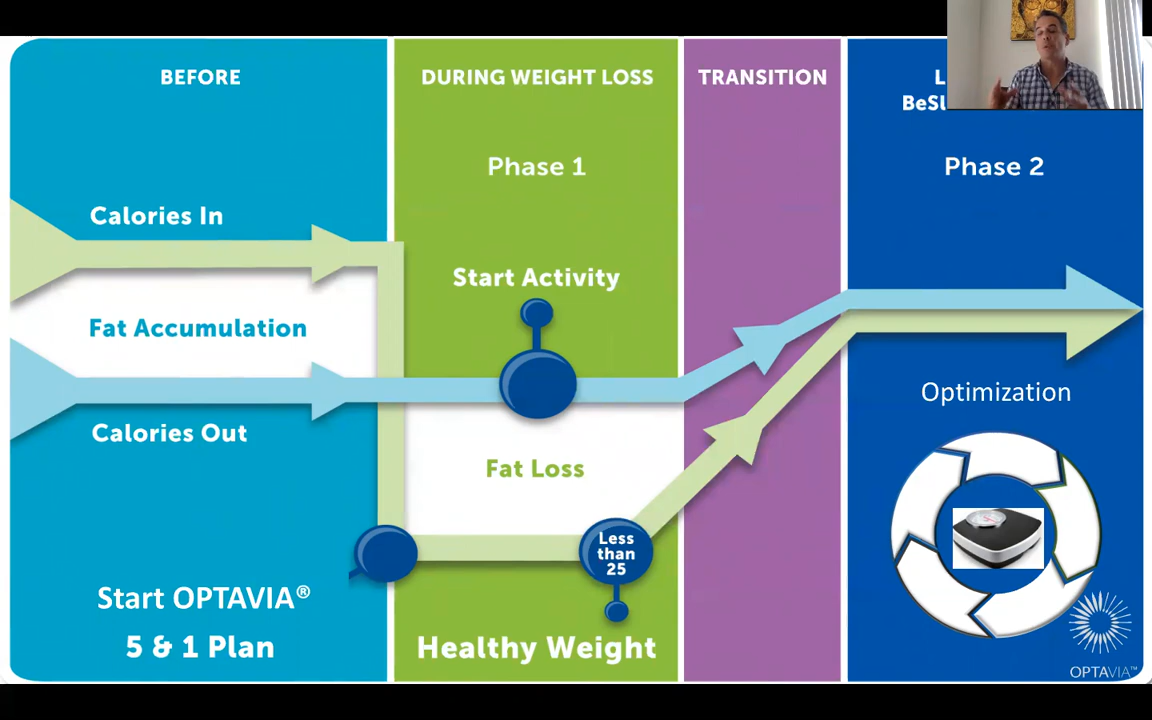 BEFORE
DURING WEIGHT LOSS
TRANSITION
Phase 1
Phase 2
Calories In
Start Activity
Fat Accumulation
Optimization
Calories Out
Fat Loss
Less
than
25
Start OPTAVIA®
5 & 1 Plan
Healthy Weight
OPTAVIA™